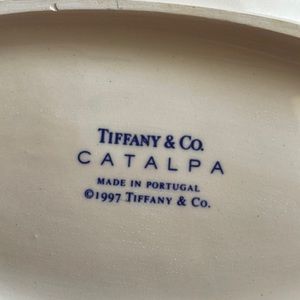 TIFFANY & CO.
CATALPA
MADE IN PORTUGAL
©1997 TIFFANY & CO.